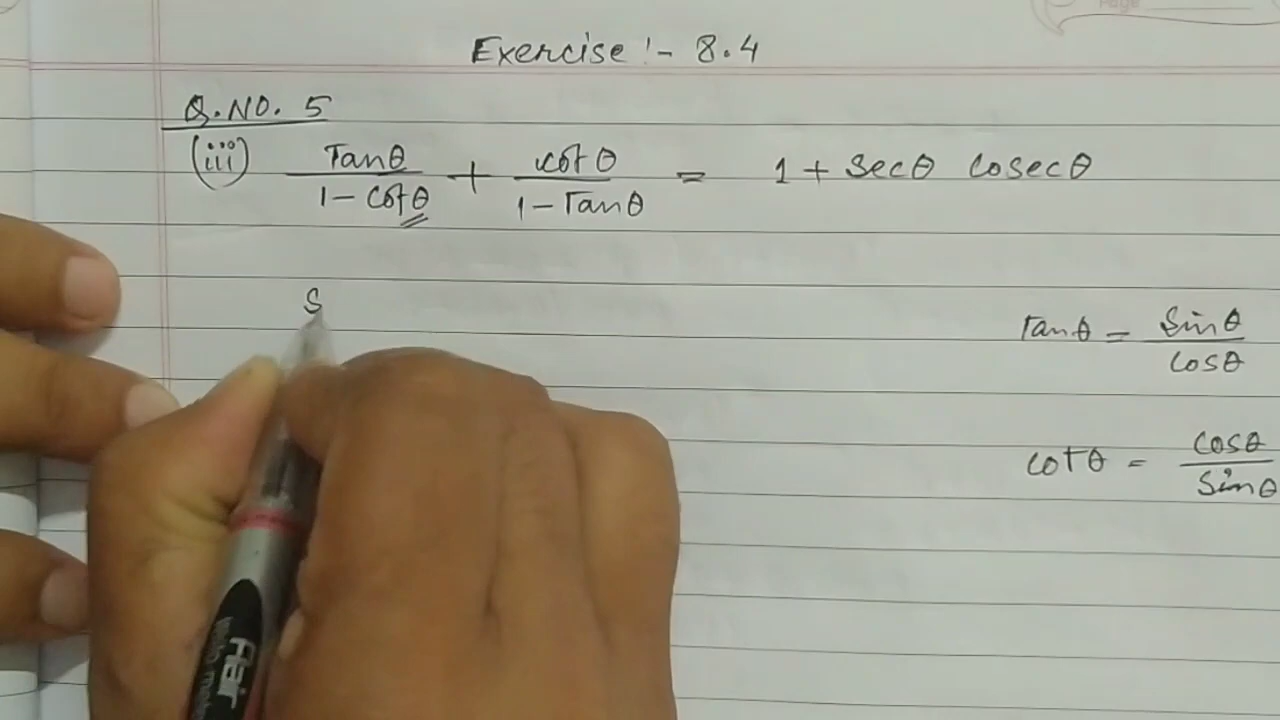 Page
Exercise :- 8.4
Q.NO. 5
(iii) Tanθ / 1 - cotθ + cotθ / 1 - Tanθ = 1 + secθ cosecθ
S
Tanθ = sinθ / cosθ
cotθ = cosθ / sinθ
Flair